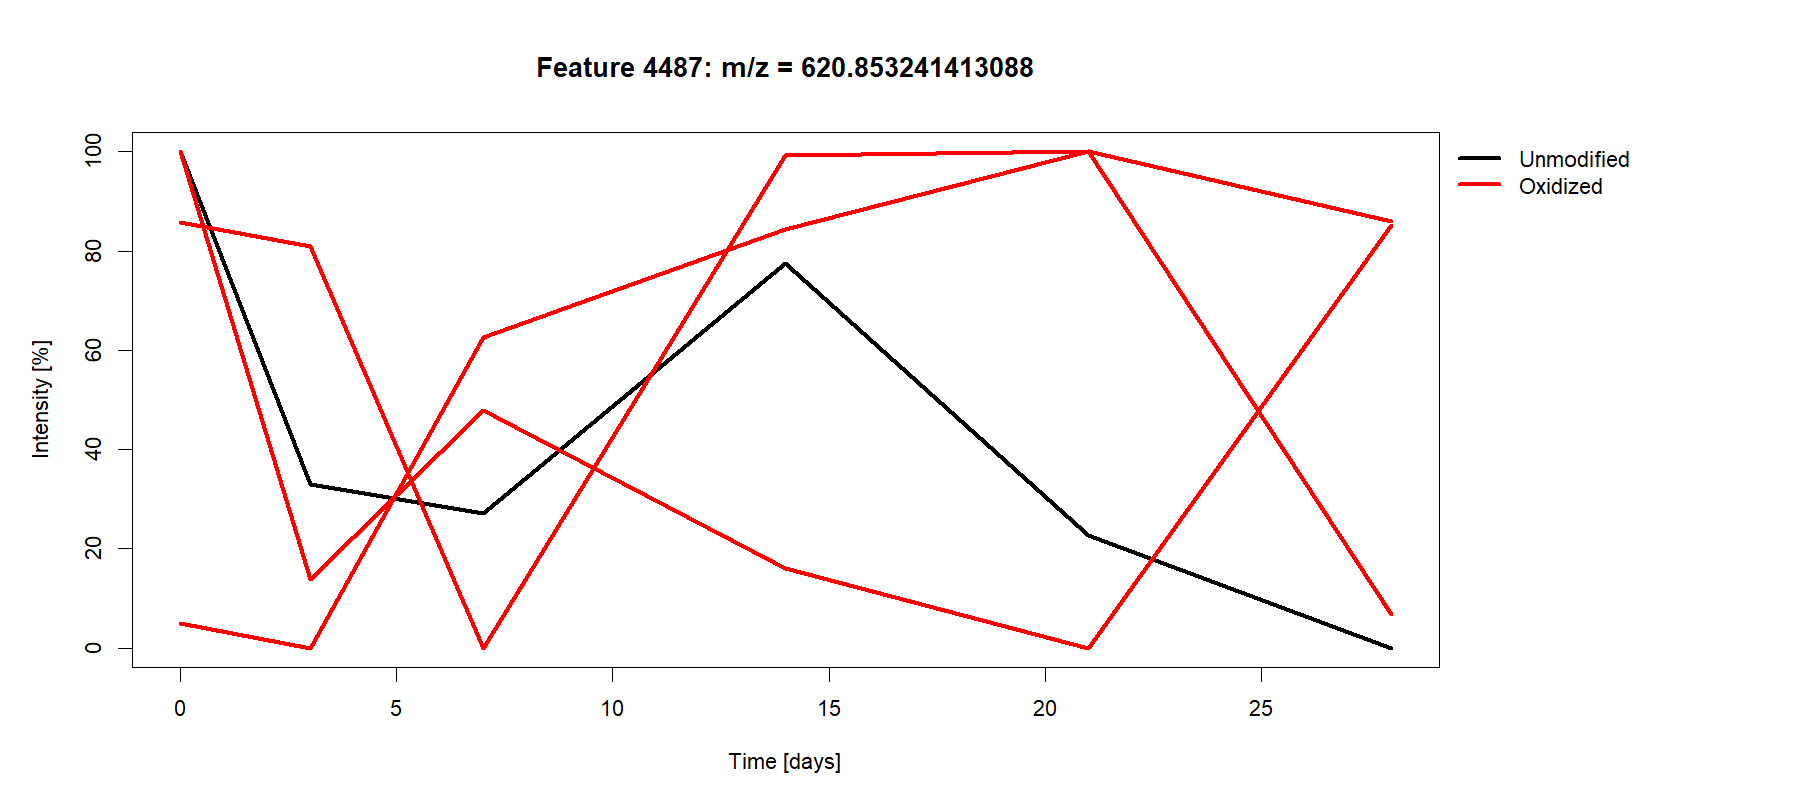 Feature 4487: m/z = 620.853241413088
Unmodified
Oxidized
100
80
60
40
20
0
Intensity [%]
0 5 10 15 20 25
Time [days]